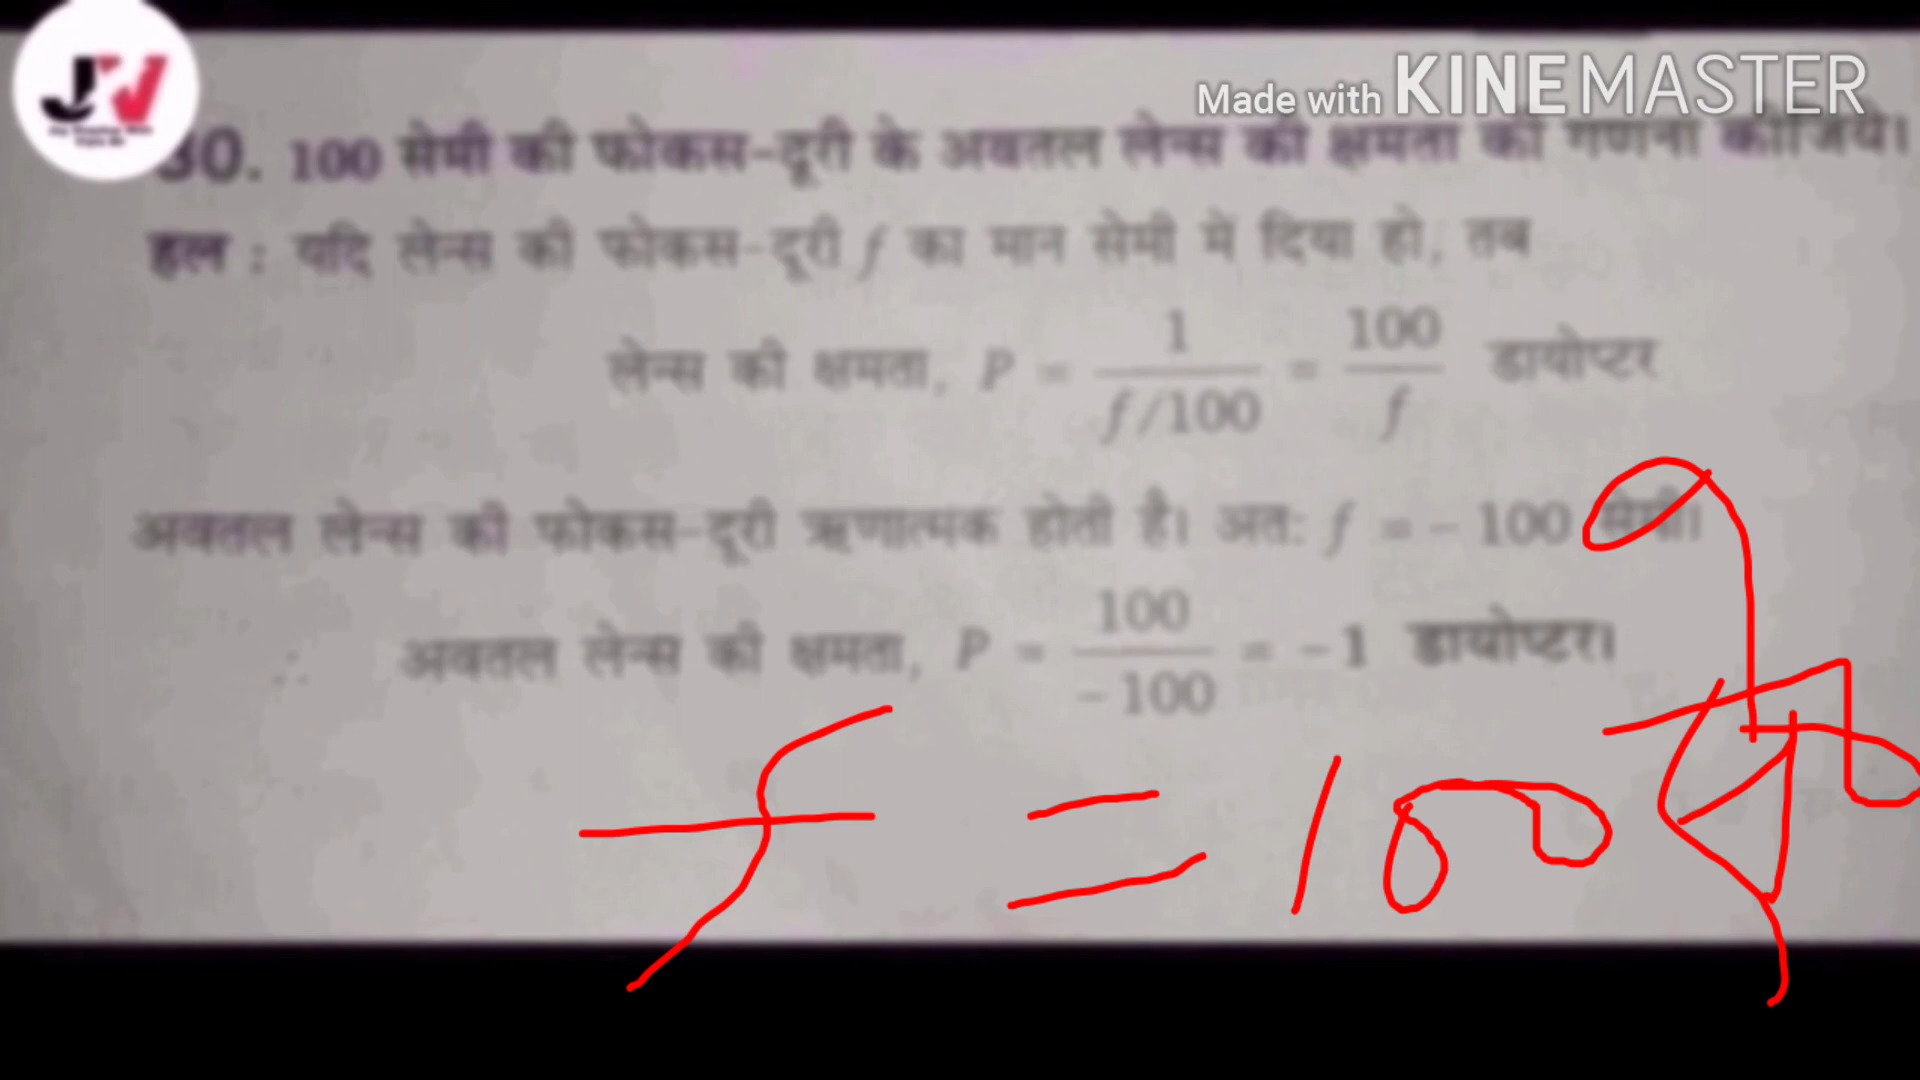 JV
Made with KINEMASTER
30. 100 सेमी की फोकस-दूरी के अवतल लेन्स की क्षमता की गणना कीजिये।
हल : यदि लेन्स की फोकस-दूरी f का मान सेमी में दिया हो, तब
लेन्स की क्षमता, P = 1 / f/100 = 100 / f डायोप्टर
अवतल लेन्स की फोकस-दूरी ऋणात्मक होती है। अत: f = – 100 सेमी।
∴ अवतल लेन्स की क्षमता, P = 100 / – 100 = – 1 डायोप्टर।
f = 100